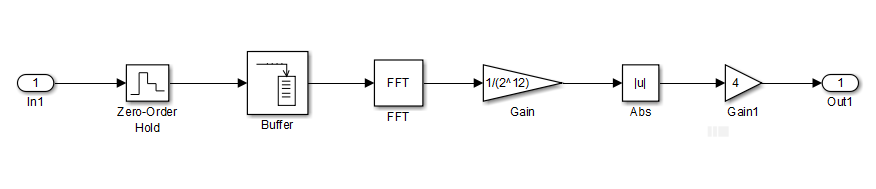 1
In1
Zero-Order
Hold
Buffer
FFT
FFT
1/(2^12)
Gain
|u|
Abs
4
Gain1
1
Out1